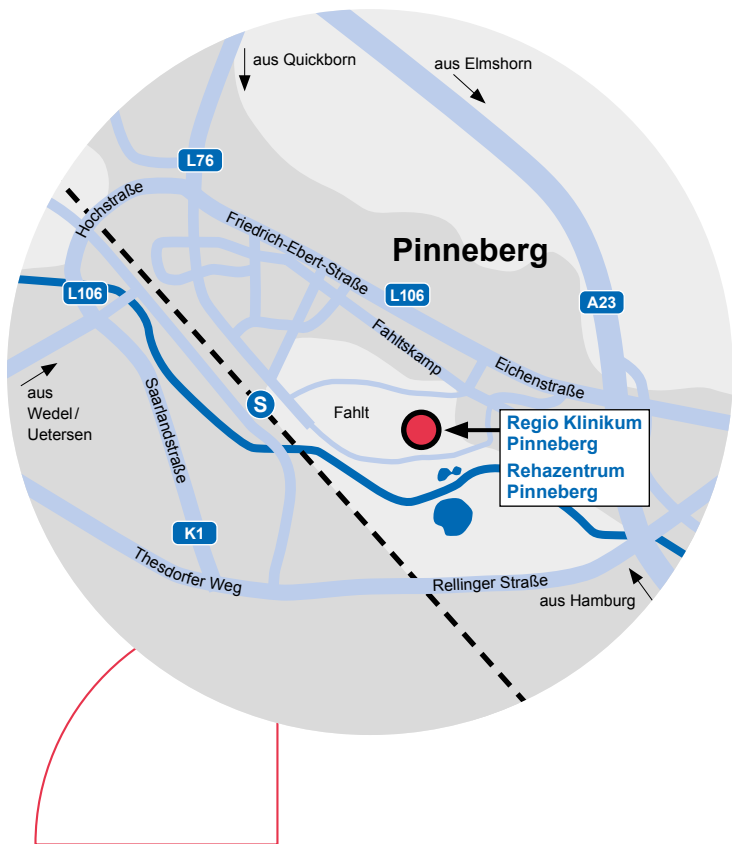 aus Quickborn
aus Elmshorn
L76
Hochstraße
Friedrich-Ebert-Straße
Pinneberg
L106
L106
A23
Fahltskamp
Eichenstraße
aus
Wedel/
Uetersen
Saarlandstraße
S
Fahlt
Regio Klinikum
Pinneberg
Rehazentrum
Pinneberg
K1
Thesdorfer Weg
Rellinger Straße
aus Hamburg